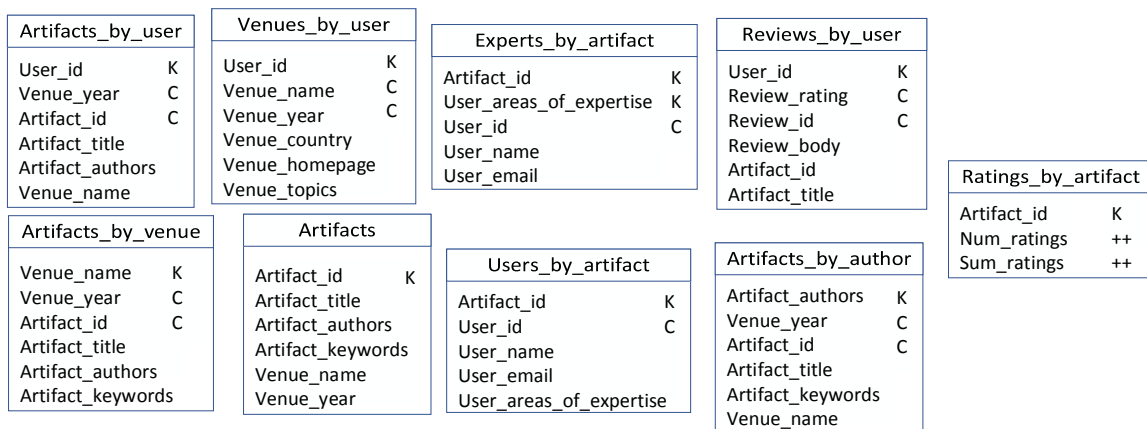 Artifacts_by_user
User_id K
Venue_year C
Artifact_id C
Artifact_title
Artifact_authors
Venue_name
Venues_by_user
User_id K
Venue_name C
Venue_year C
Venue_country
Venue_homepage
Venue_topics
Experts_by_artifact
Artifact_id K
User_areas_of_expertise K
User_id C
User_name
User_email
Reviews_by_user
User_id K
Review_rating C
Review_id C
Review_body
Artifact_id
Artifact_title
Ratings_by_artifact
Artifact_id K
Num_ratings ++
Sum_ratings ++
Artifacts_by_venue
Venue_name K
Venue_year C
Artifact_id C
Artifact_title
Artifact_authors
Artifact_keywords
Artifacts
Artifact_id K
Artifact_title
Artifact_authors
Artifact_keywords
Venue_name
Venue_year
Users_by_artifact
Artifact_id K
User_id C
User_name
User_email
User_areas_of_expertise
Artifacts_by_author
Artifact_authors K
Venue_year C
Artifact_id C
Artifact_title
Artifact_keywords
Venue_name